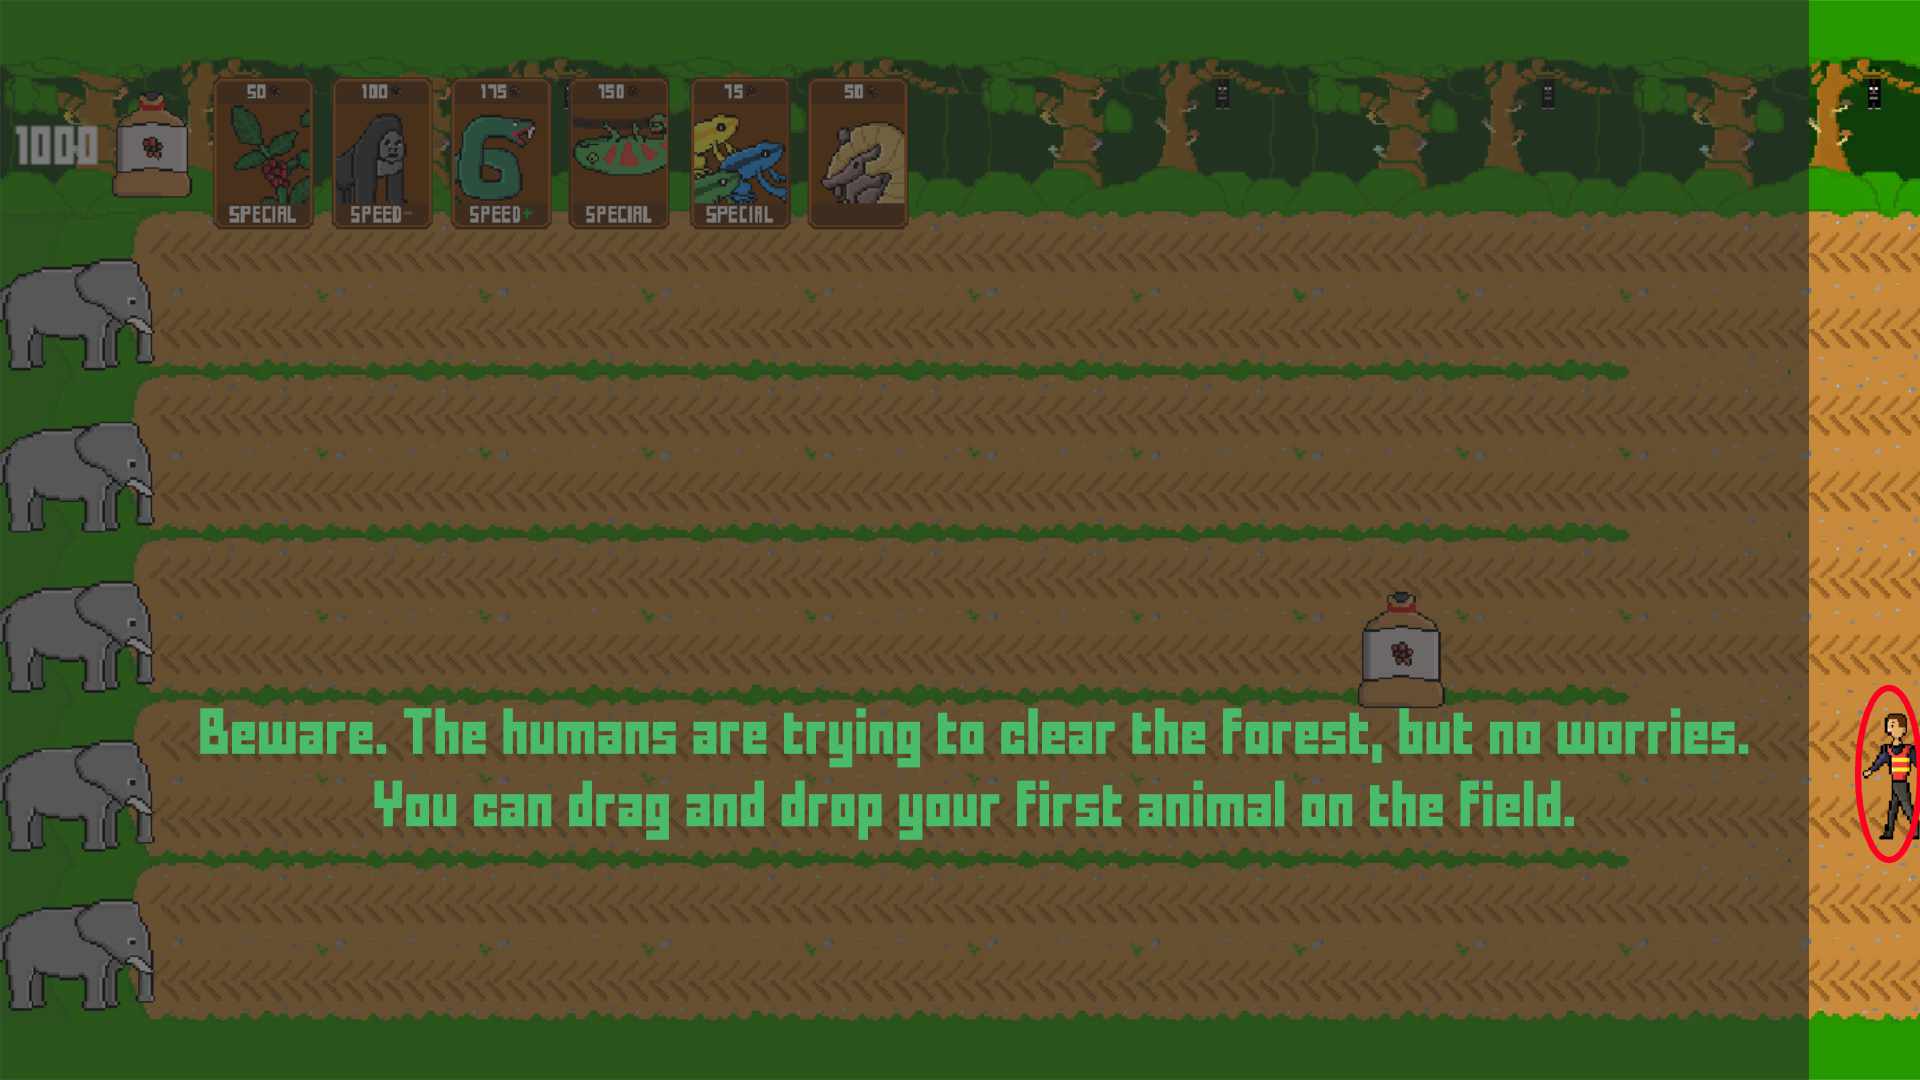 50 100 175 150 75 50
1000
SPECIAL SPEED- SPEED+ SPECIAL SPECIAL
Beware. The humans are trying to clear the forest, but no worries.
You can drag and drop your first animal on the field.